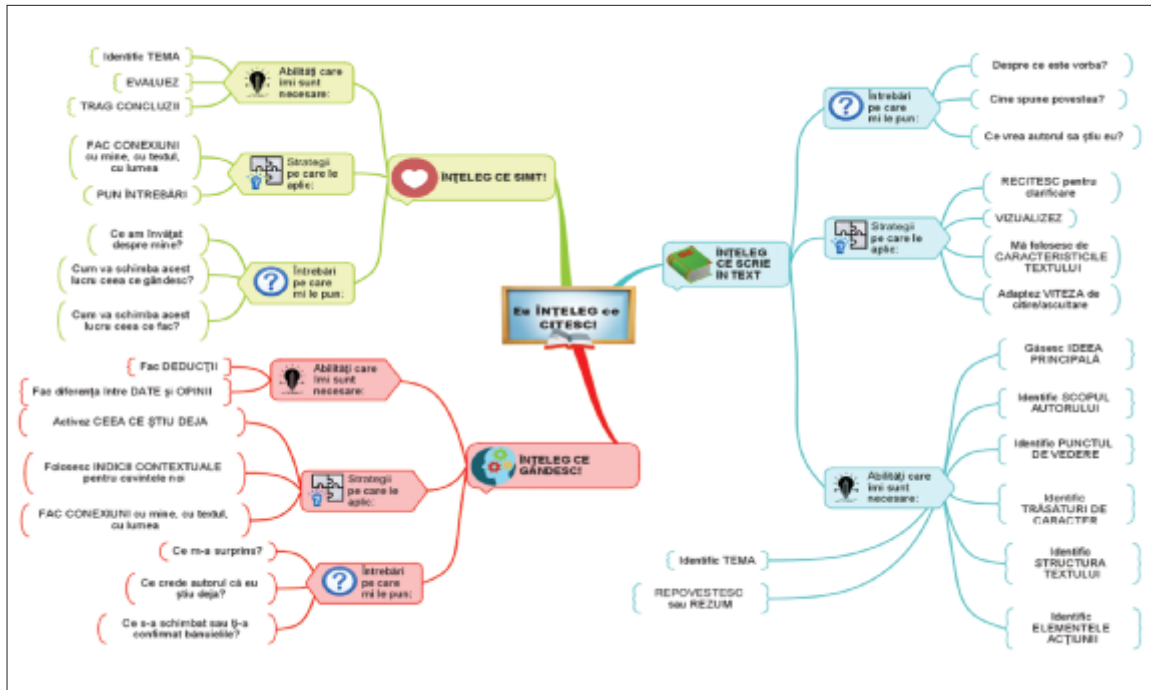 Eu ÎNȚELEG ce
CITESC!
ÎNȚELEG CE SIMT!
Abilități care
îmi sunt
necesare:
Identific TEMA
EVALUEZ
TRAG CONCLUZII
Strategii
pe care le
aplic:
FAC CONEXIUNI
cu mine, cu textul,
cu lumea
PUN ÎNTREBĂRI
Întrebări
pe care
mi le pun:
Ce am învățat
despre mine?
Cum va schimba acest
lucru ceea ce gândesc?
Cum va schimba acest
lucru ceea ce fac?
ÎNȚELEG CE
GÂNDESC!
Abilități care
îmi sunt
necesare:
Fac DEDUCȚII
Fac diferența între DATE și OPINII
Strategii
pe care le
aplic:
Activez CEEA CE ȘTIU DEJA
Folosesc INDICII CONTEXTUALE
pentru cuvintele noi
FAC CONEXIUNI cu mine, cu textul,
cu lumea
Întrebări
pe care
mi le pun:
Ce m-a surprins?
Ce crede autorul că eu
știu deja?
Ce s-a schimbat sau ți-a
confirmat bănuielile?
ÎNȚELEG
CE SCRIE
ÎN TEXT
Întrebări
pe care
mi le pun:
Despre ce este vorba?
Cine spune povestea?
Ce vrea autorul sa știu eu?
Strategii
pe care le
aplic:
RECITESC pentru
clarificare
VIZUALIZEZ
Mă folosesc de
CARACTERISTICILE
TEXTULUI
Adaptez VITEZA de
citire/ascultare
Abilități care
îmi sunt
necesare:
Găsesc IDEEA
PRINCIPALĂ
Identific SCOPUL
AUTORULUI
Identific PUNCTUL
DE VEDERE
Identific
TRĂSĂTURI DE
CARACTER
Identific
STRUCTURA
TEXTULUI
Identific
ELEMENTELE
ACȚIUNII
Identific TEMA
REPOVESTESC
sau REZUM